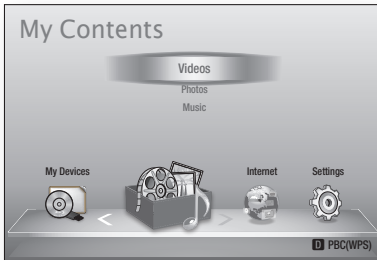 My Contents
Videos
Photos
Music
My Devices
Internet
Settings
D PBC(WPS)